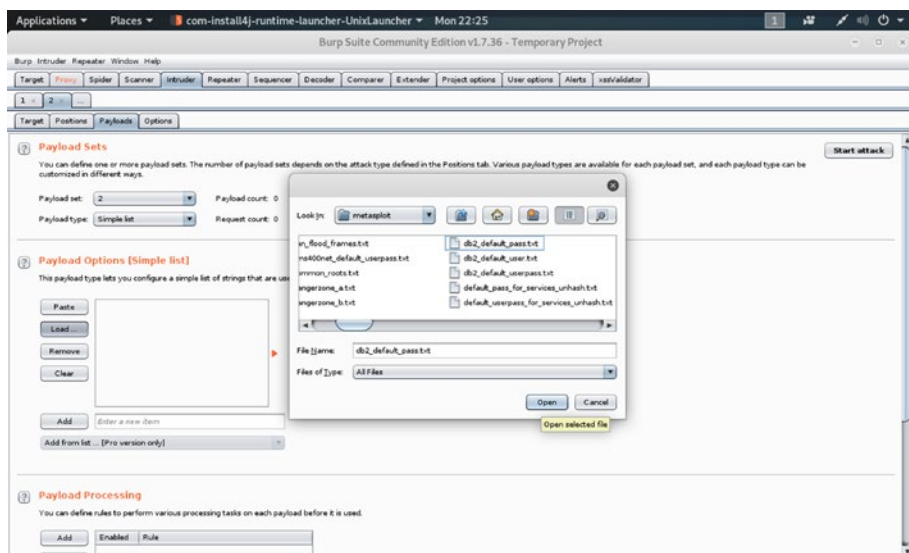 Applications Places com-install4j-runtime-launcher-UnixLauncher Mon 22:25 1
Burp Suite Community Edition v1.7.36 - Temporary Project
Burp Intruder Repeater Window Help
Target Proxy Spider Scanner Intruder Repeater Sequencer Decoder Comparer Extender Project options User options Alerts xssValidator
1 × 2 × ...
Target Positions Payloads Options
? Payload Sets
Start attack
You can define one or more payload sets. The number of payload sets depends on the attack type defined in the Positions tab. Various payload types are available for each payload set, and each payload type can be
customized in different ways.
Payload set: 2 Payload count: 0
Payload type: Simple list Request count: 0
? Payload Options [Simple list]
This payload type lets you configure a simple list of strings that are use
Paste
Load ...
Remove
Clear
Add Enter a new item
Add from list ... [Pro version only]
? Payload Processing
You can define rules to perform various processing tasks on each payload before it is used.
Add Enabled Rule
Look In: metasploit
an_flood_frames.txt
ms400net_default_userpass.txt
ommon_roots.txt
angerzone_a.txt
angerzone_b.txt
db2_default_pass.txt
db2_default_user.txt
db2_default_userpass.txt
default_pass_for_services_unhash.txt
default_userpass_for_services_unhash.txt
File Name: db2_default_pass.txt
Files of Type: All Files
Open Cancel
Open selected file